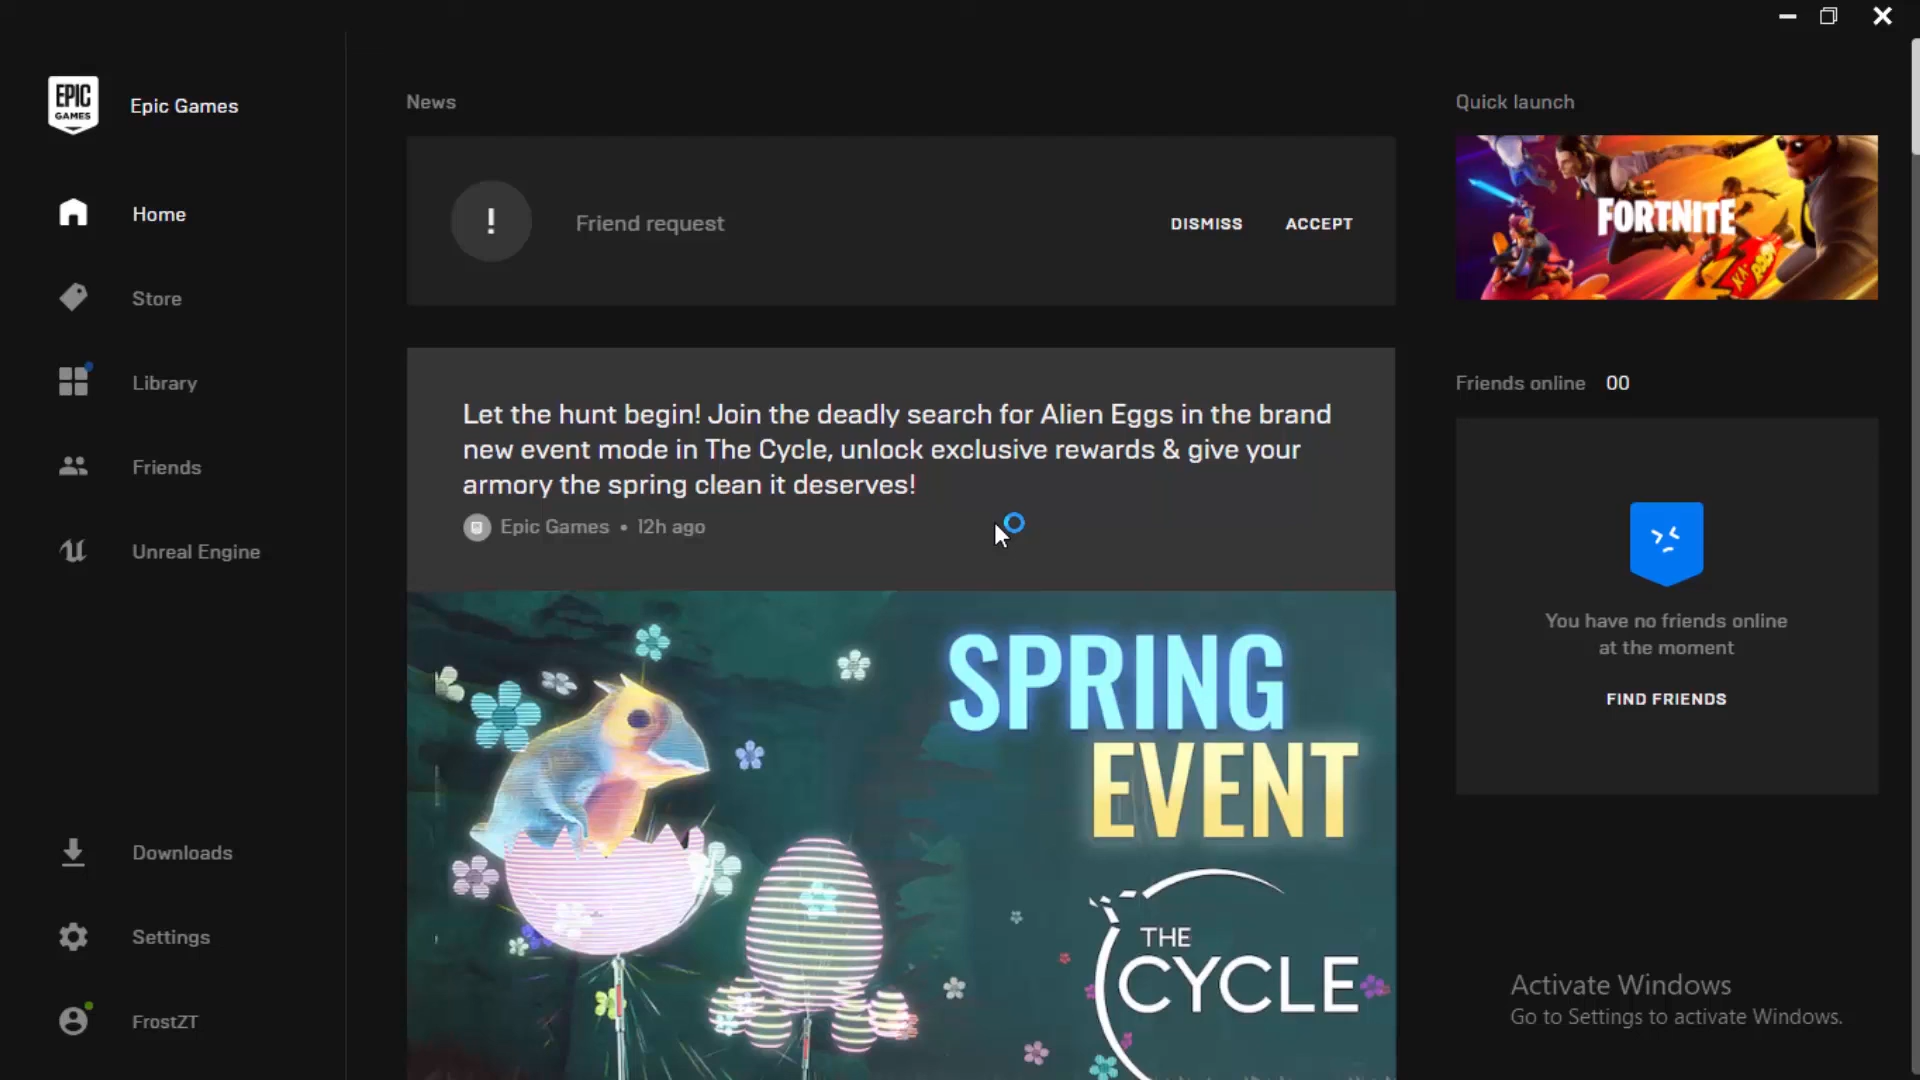 EPIC
GAMES
Epic Games
Home
Store
Library
Friends
Unreal Engine
Downloads
Settings
FrostZT
News
!
Friend request
DISMISS
ACCEPT
Let the hunt begin! Join the deadly search for Alien Eggs in the brand
new event mode in The Cycle, unlock exclusive rewards & give your
armory the spring clean it deserves!
Epic Games • 12h ago
SPRING
EVENT
THE
CYCLE
Quick launch
FORTNITE
KA-BOOM
Friends online 00
You have no friends online
at the moment
FIND FRIENDS
Activate Windows
Go to Settings to activate Windows.